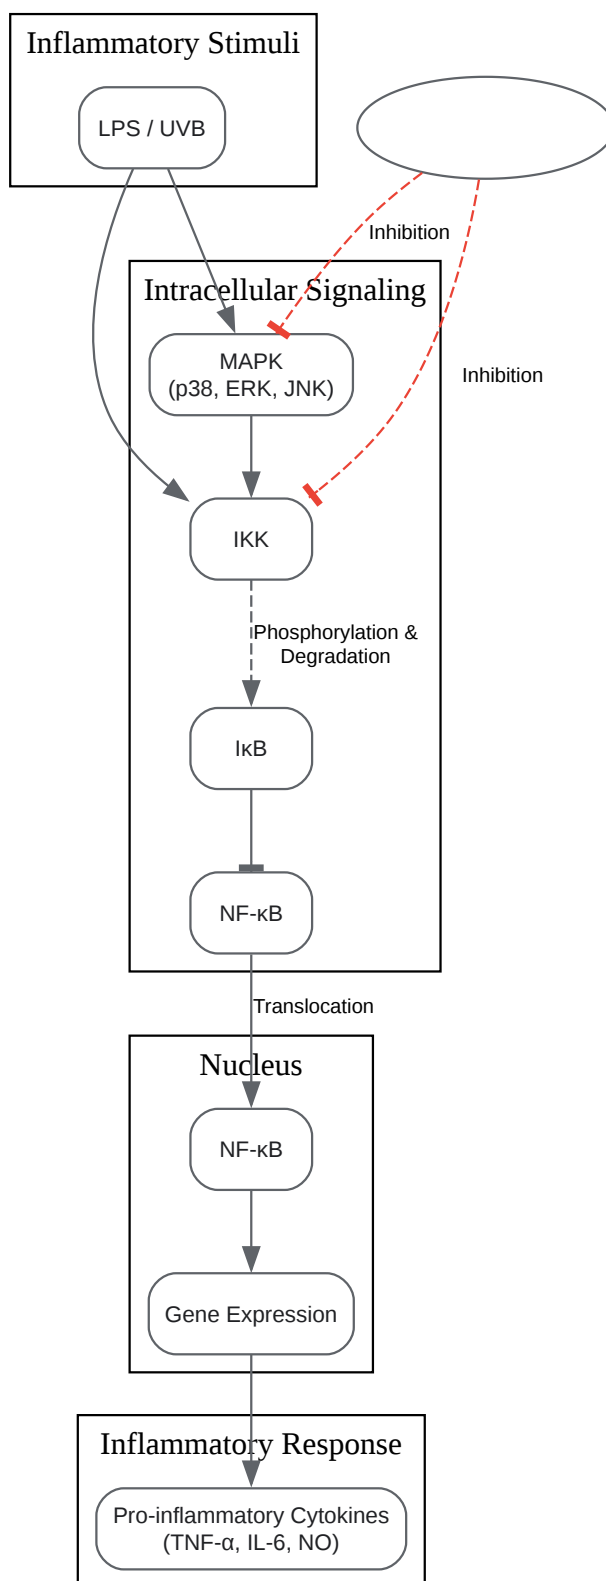 Inflammatory Stimuli
LPS / UVB
Inhibition
Intracellular Signaling
MAPK
(p38, ERK, JNK)
Inhibition
IKK
Phosphorylation &
Degradation
IκB
NF-κB
Translocation
Nucleus
NF-κB
Gene Expression
Inflammatory Response
Pro-inflammatory Cytokines
(TNF-α, IL-6, NO)